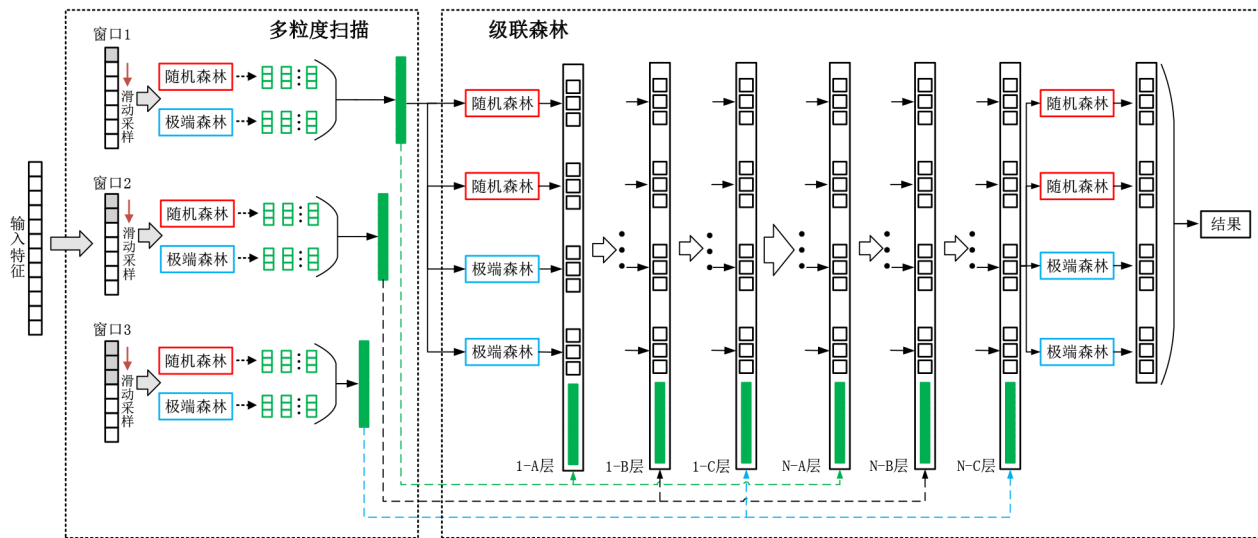 多粒度扫描
级联森林
窗口1
滑动采样
随机森林
极端森林
窗口2
滑动采样
随机森林
极端森林
窗口3
滑动采样
随机森林
极端森林
输入特征
随机森林
随机森林
极端森林
极端森林
随机森林
随机森林
极端森林
极端森林
结果
1-A层
1-B层
1-C层
N-A层
N-B层
N-C层